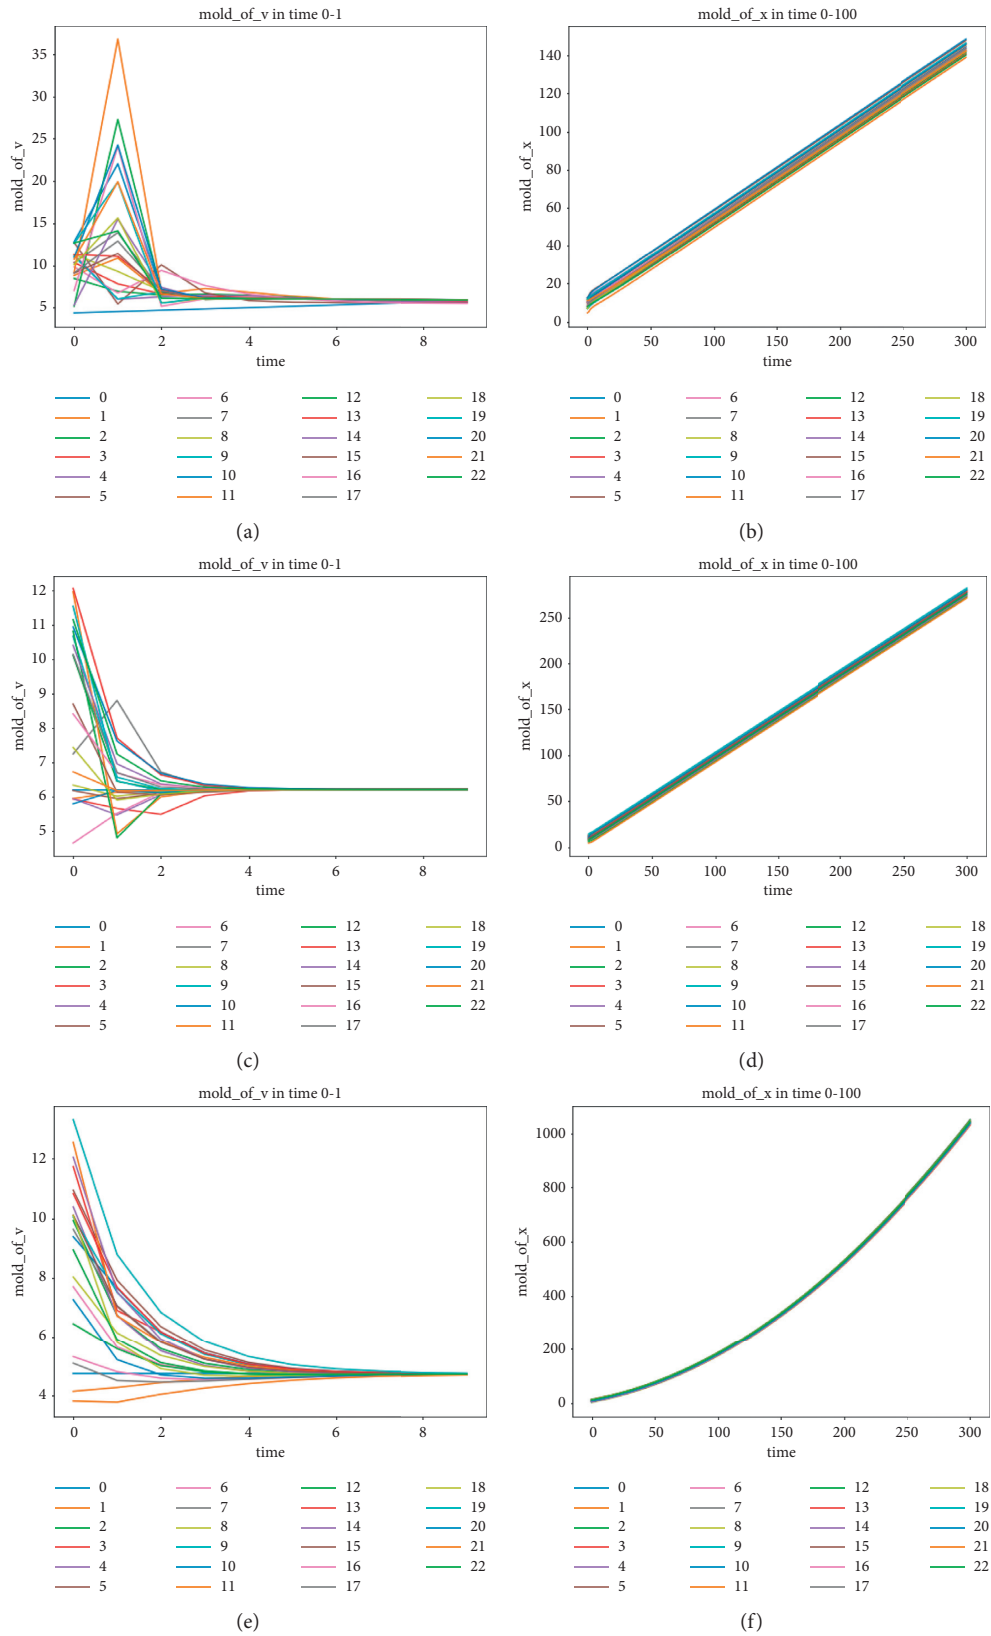 mold_of_v in time 0-1
mold_of_v
35
30
25
20
15
10
5
0 2 4 6 8
time
0 6 12 18
1 7 13 19
2 8 14 20
3 9 15 21
4 10 16 22
5 11 17
(a)
mold_of_x in time 0-100
mold_of_x
140
120
100
80
60
40
20
0
0 50 100 150 200 250 300
time
0 6 12 18
1 7 13 19
2 8 14 20
3 9 15 21
4 10 16 22
5 11 17
(b)
mold_of_v in time 0-1
mold_of_v
12
11
10
9
8
7
6
5
0 2 4 6 8
time
0 6 12 18
1 7 13 19
2 8 14 20
3 9 15 21
4 10 16 22
5 11 17
(c)
mold_of_x in time 0-100
mold_of_x
250
200
150
100
50
0
0 50 100 150 200 250 300
time
0 6 12 18
1 7 13 19
2 8 14 20
3 9 15 21
4 10 16 22
5 11 17
(d)
mold_of_v in time 0-1
mold_of_v
12
10
8
6
4
0 2 4 6 8
time
0 6 12 18
1 7 13 19
2 8 14 20
3 9 15 21
4 10 16 22
5 11 17
(e)
mold_of_x in time 0-100
mold_of_x
1000
800
600
400
200
0
0 50 100 150 200 250 300
time
0 6 12 18
1 7 13 19
2 8 14 20
3 9 15 21
4 10 16 22
5 11 17
(f)